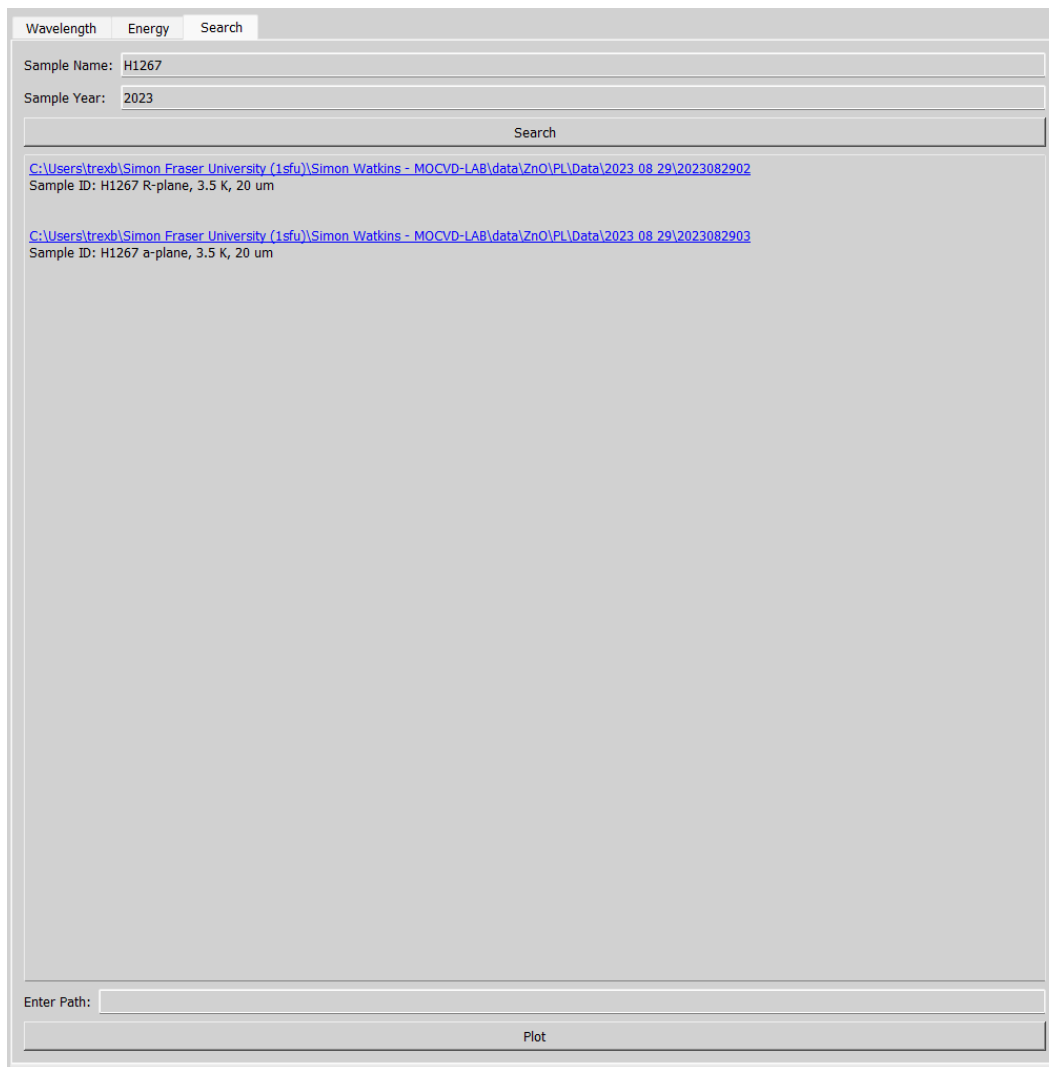 Wavelength Energy Search
Sample Name: H1267
Sample Year: 2023
Search
C:\Users\trexb\Simon Fraser University (1sfu)\Simon Watkins - MOCVD-LAB\data\ZnO\PL\Data\2023 08 29\2023082902
Sample ID: H1267 R-plane, 3.5 K, 20 um
C:\Users\trexb\Simon Fraser University (1sfu)\Simon Watkins - MOCVD-LAB\data\ZnO\PL\Data\2023 08 29\2023082903
Sample ID: H1267 a-plane, 3.5 K, 20 um
Enter Path:
Plot